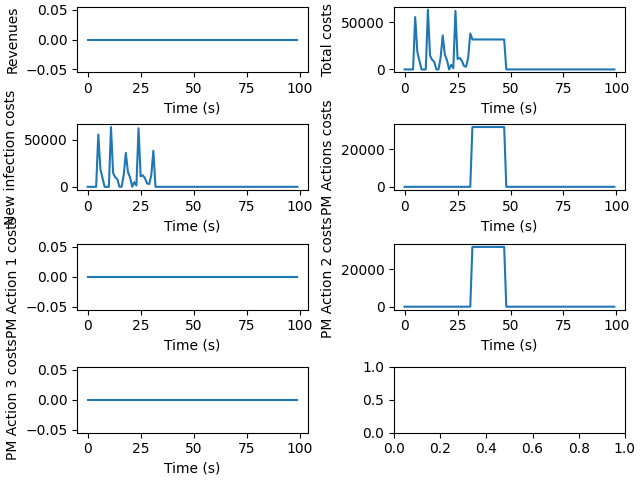 Revenues
0.05
0.00
−0.05
0 25 50 75 100
Time (s)
Total costs
50000
0
0 25 50 75 100
Time (s)
New infection costs
50000
0
0 25 50 75 100
Time (s)
PM Actions costs
20000
0
0 25 50 75 100
Time (s)
PM Action 1 costs
0.05
0.00
−0.05
0 25 50 75 100
Time (s)
PM Action 2 costs
20000
0
0 25 50 75 100
Time (s)
PM Action 3 costs
0.05
0.00
−0.05
0 25 50 75 100
Time (s)
1.0
0.5
0.0
0.0 0.2 0.4 0.6 0.8 1.0